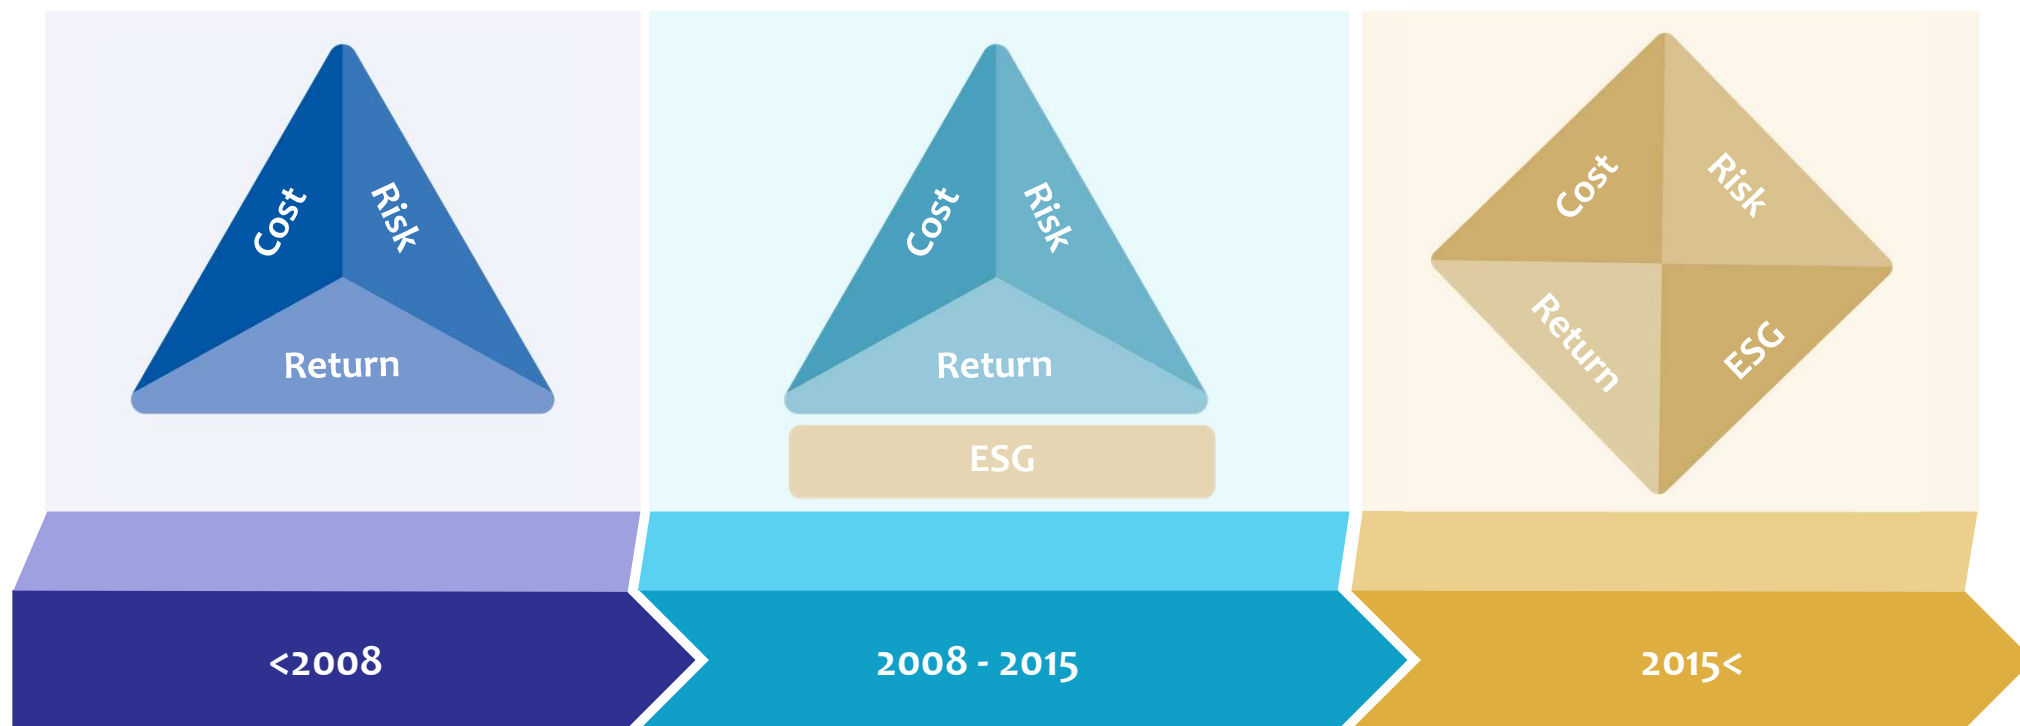 Cost
Risk
Return
Cost
Risk
Return
ESG
Cost
Risk
Return
ESG
<2008
2008 - 2015
2015<